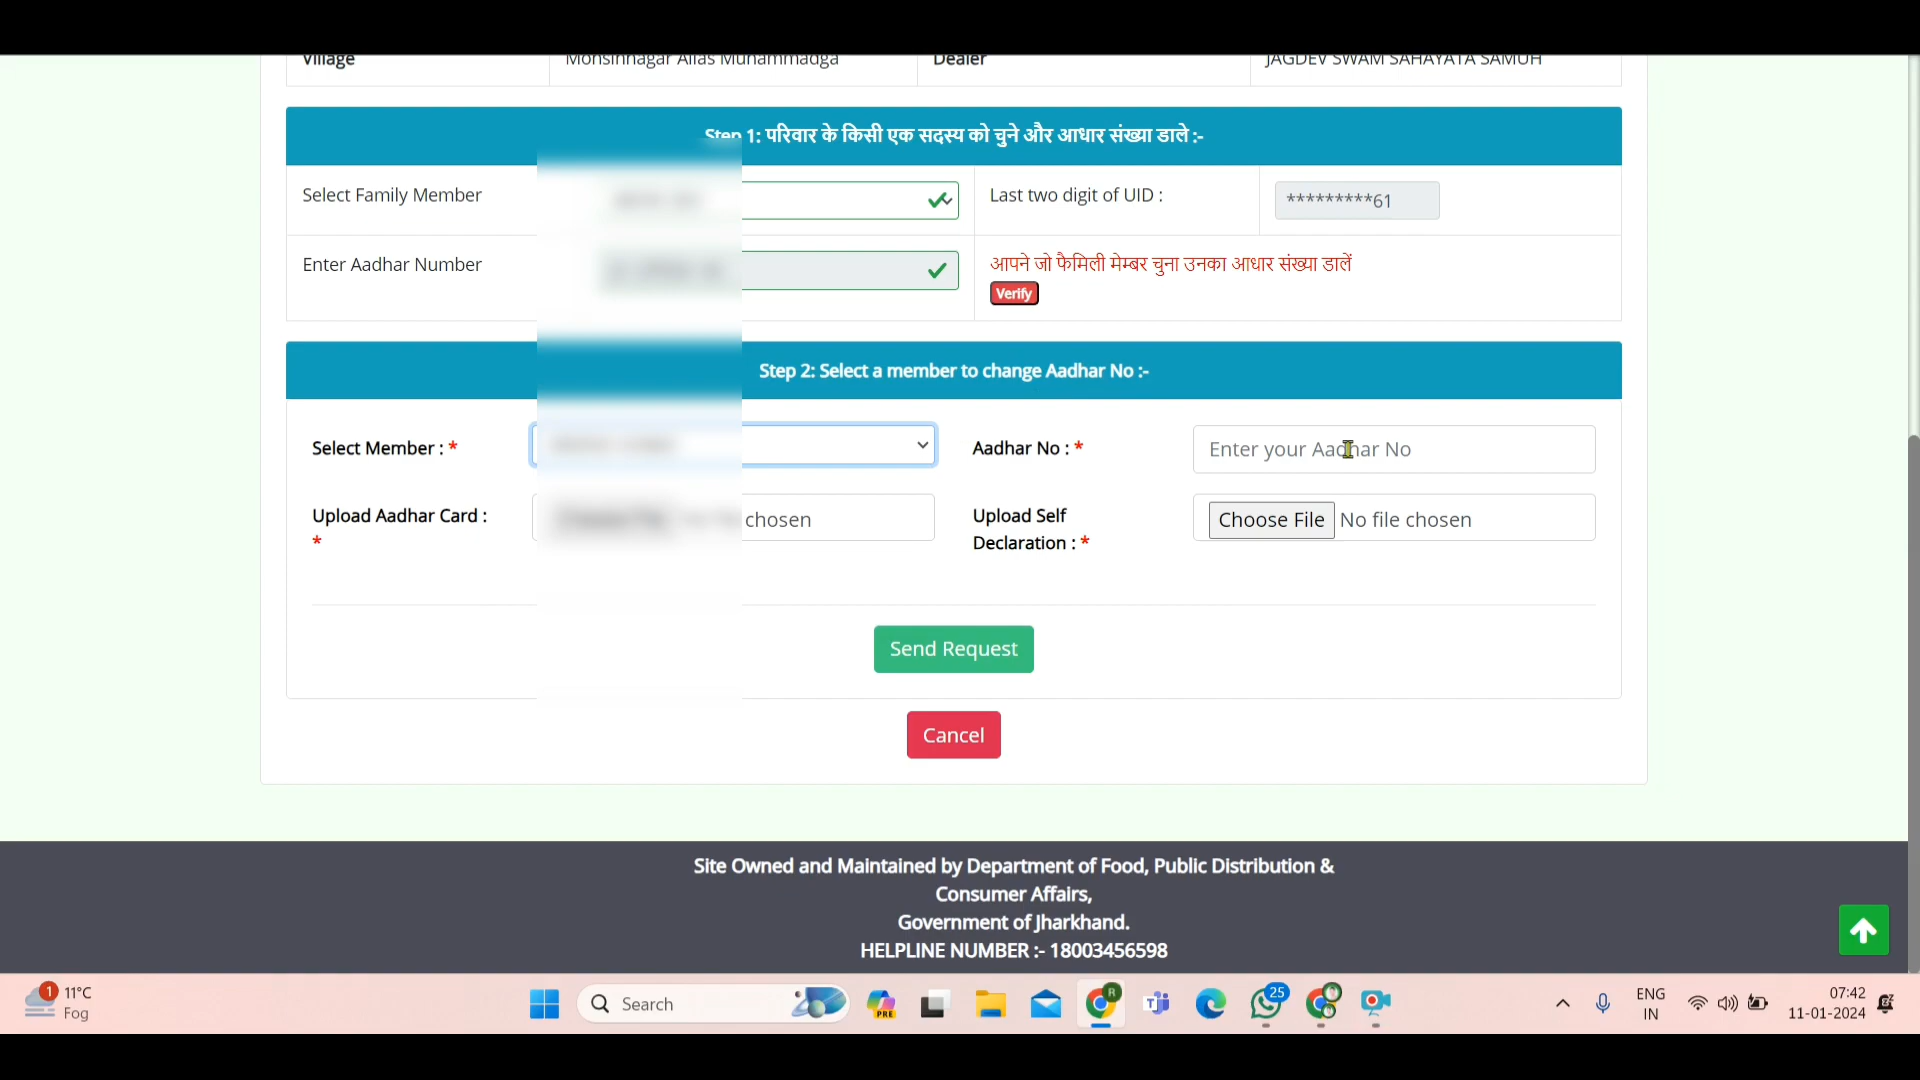 Village Mohsinnagar Alias Muhammadga Dealer JAGDEV SWAM SAHAYATA SAMUH
Step 1: परिवार के किसी एक सदस्य को चुने और आधार संख्या डाले :-
Select Family Member Last two digit of UID : *********61
Enter Aadhar Number आपने जो फैमिली मेम्बर चुना उनका आधार संख्या डालें
Verify
Step 2: Select a member to change Aadhar No :-
Select Member : * Aadhar No : * Enter your Aadhar No
Upload Aadhar Card : chosen Upload Self Choose File No file chosen
* Declaration : *
Send Request
Cancel
Site Owned and Maintained by Department of Food, Public Distribution &
Consumer Affairs,
Government of Jharkhand.
HELPLINE NUMBER :- 18003456598
1 11°C
Fog
Search
PRE
R
25
ENG
IN
07:42
11-01-2024